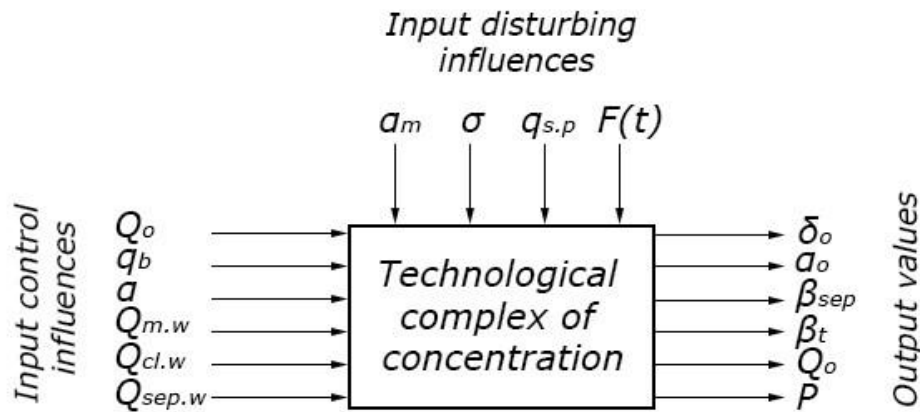 Input disturbing
influences
am σ qs.p F(t)
Input control
influences
Qo
qb
a
Qm.w
Qcl.w
Qsep.w
Technological
complex of
concentration
δo
ao
βsep
βt
Qo
P
Output values